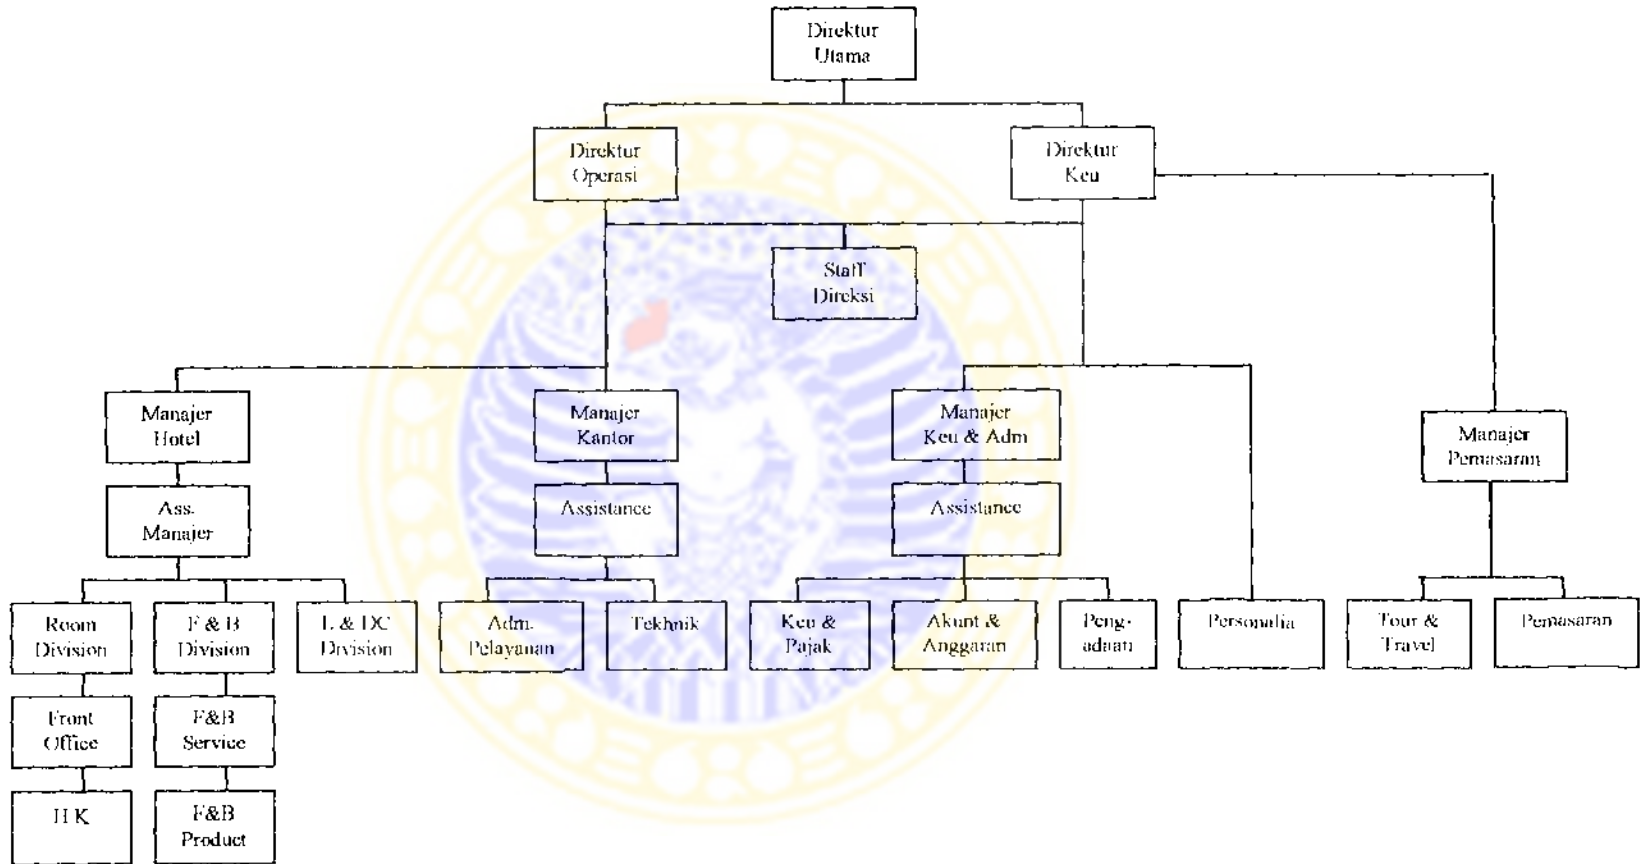 Direktur
Utama
Direktur
Operasi
Direktur
Keu
Staff
Direksi
Manajer
Hotel
Manajer
Kantor
Manajer
Keu & Adm
Manajer
Pemasaran
Ass.
Manajer
Assistance
Assistance
Room
Division
F & B
Division
L & DC
Division
Adm.
Pelayanan
Tekhnik
Keu &
Pajak
Akunt &
Anggaran
Peng-
adaan
Personalia
Tour &
Travel
Pemasaran
Front
Office
F&B
Service
H K
F&B
Product